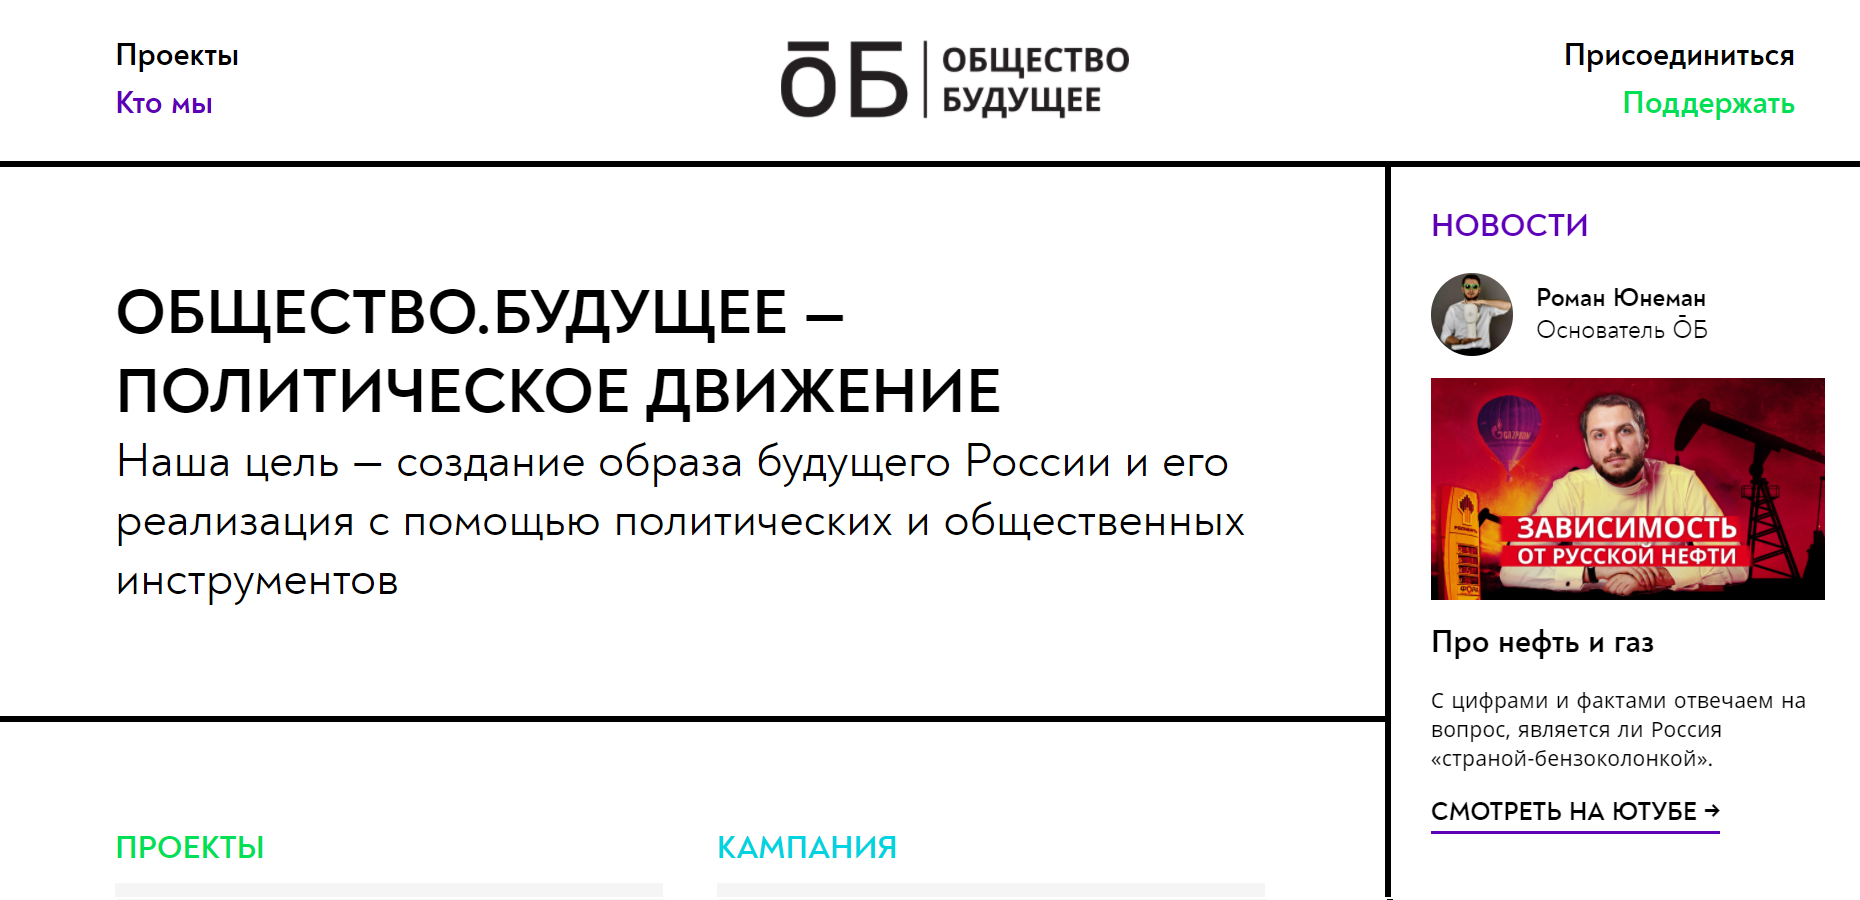 Проекты
Кто мы
ŌБ
ОБЩЕСТВО
БУДУЩЕЕ
Присоединиться
Поддержать
ОБЩЕСТВО.БУДУЩЕЕ –
ПОЛИТИЧЕСКОЕ ДВИЖЕНИЕ
Наша цель – создание образа будущего России и его
реализация с помощью политических и общественных
инструментов
ПРОЕКТЫ
КАМПАНИЯ
НОВОСТИ
Роман Юнеман
Основатель ŌБ
GAZPROM
РОСНЕФТЬ
ЗАВИСИМОСТЬ
ОТ РУССКОЙ НЕФТИ
Про нефть и газ
С цифрами и фактами отвечаем на
вопрос, является ли Россия
«страной-бензоколонкой».
СМОТРЕТЬ НА ЮТУБЕ →